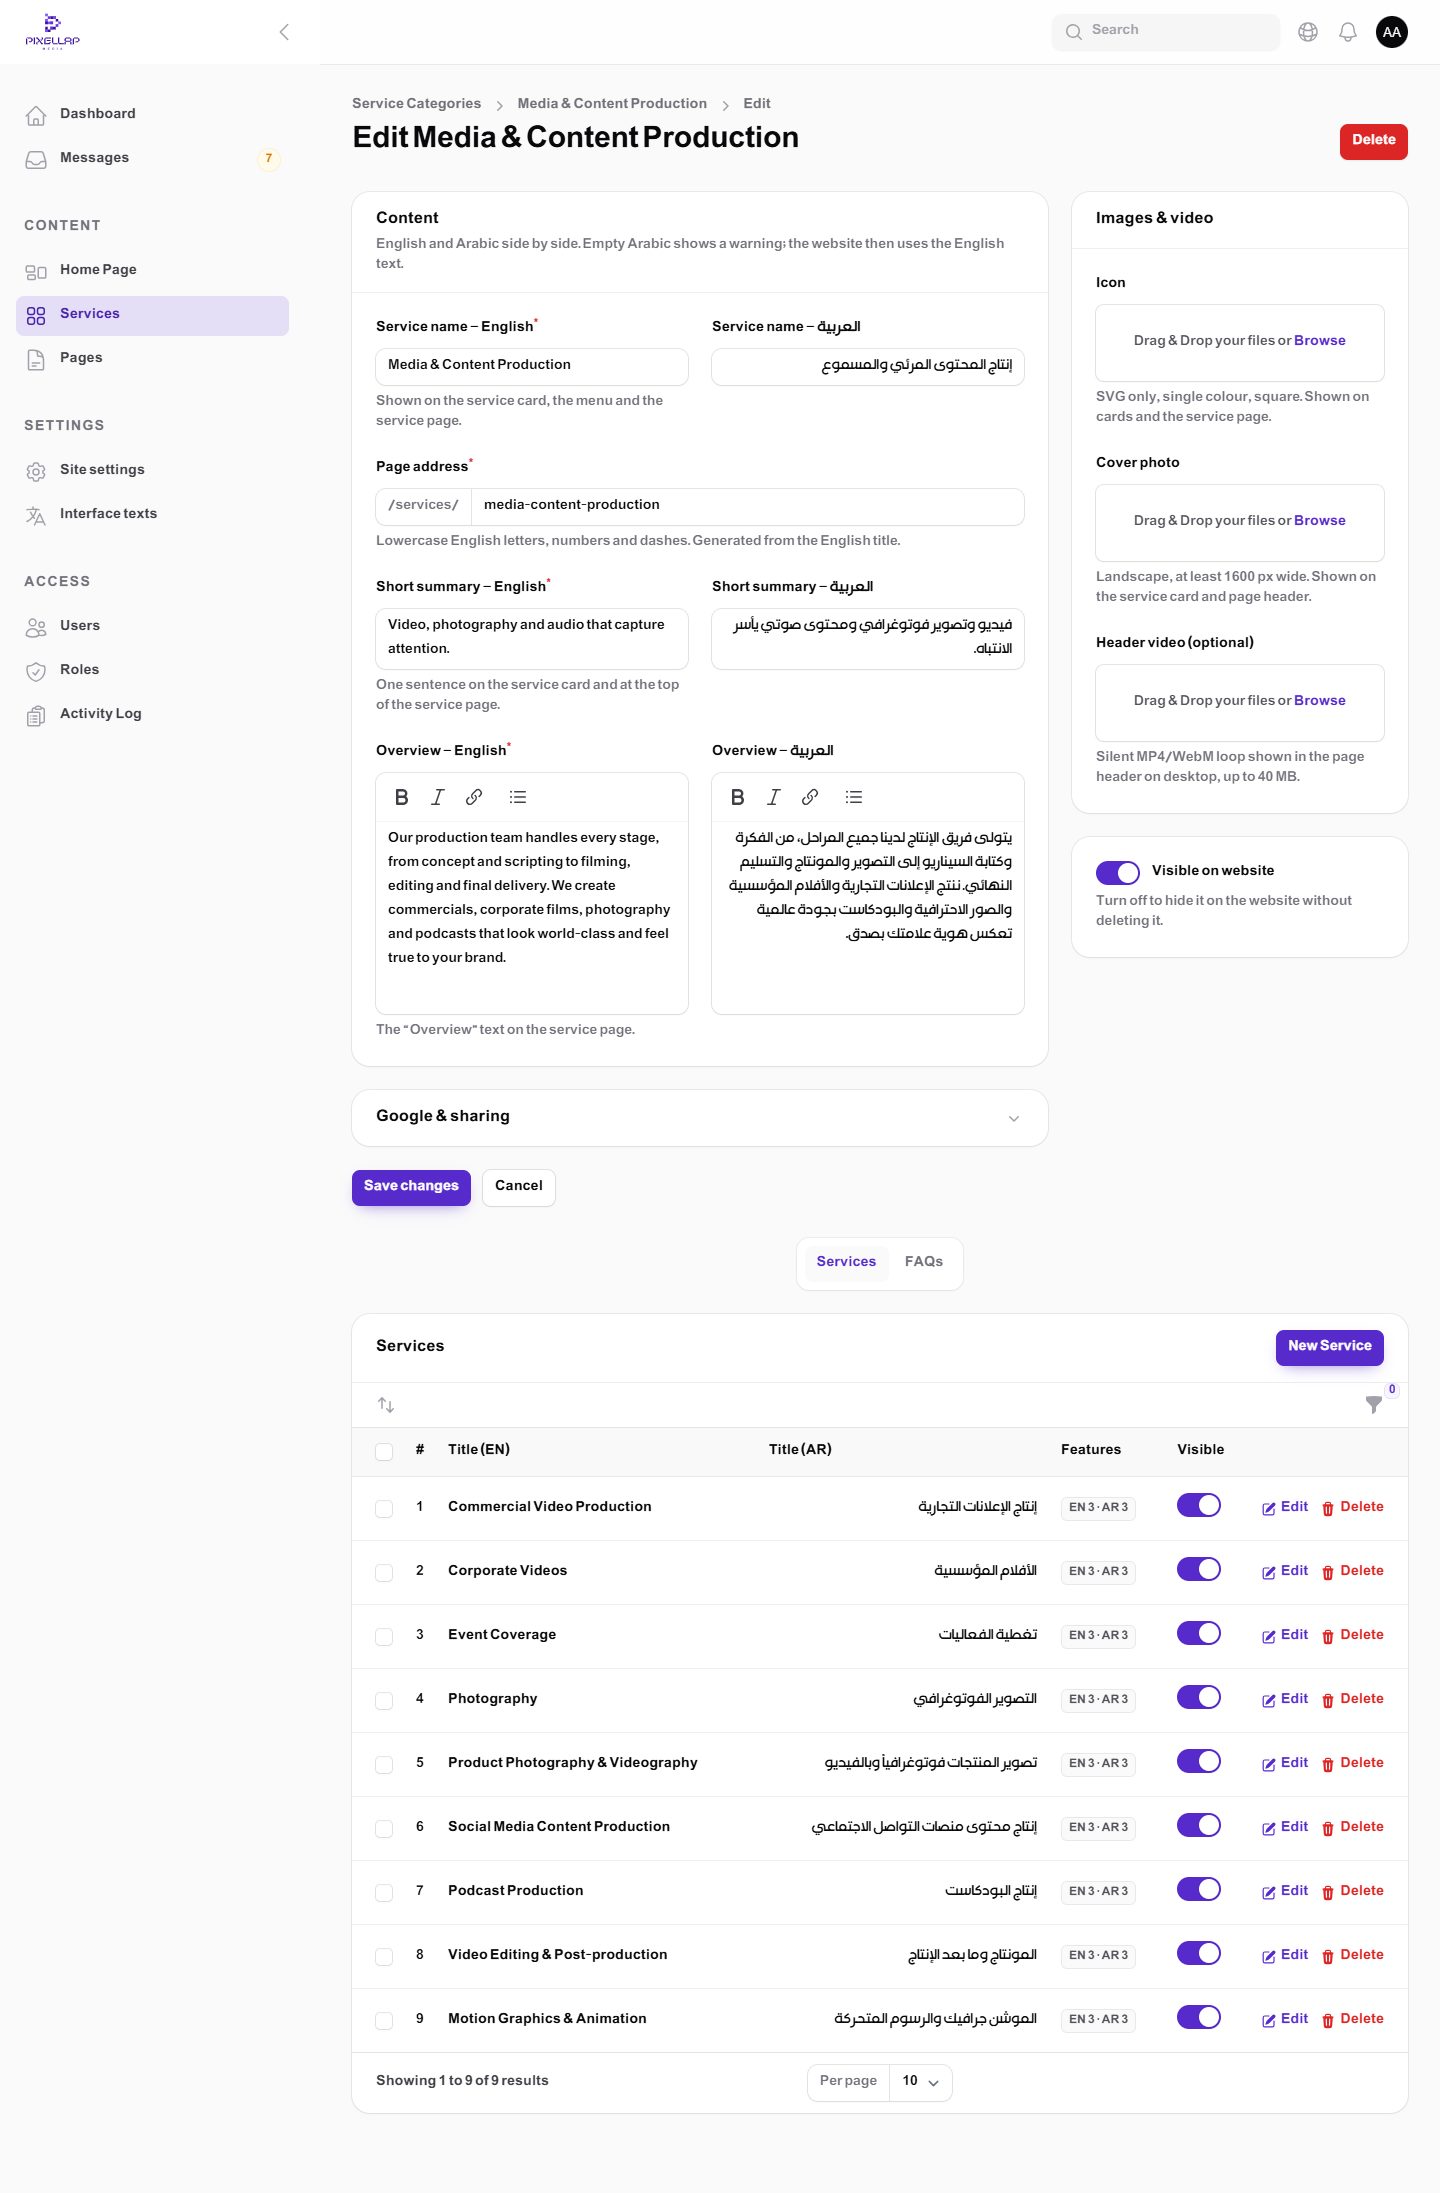 PIXELLAP
MEDIA
Search
AA
Dashboard
Messages
7
CONTENT
Home Page
Services
Pages
SETTINGS
Site settings
Interface texts
ACCESS
Users
Roles
Activity Log
Service Categories
Media & Content Production
Edit
Edit Media & Content Production
Delete
Content
English and Arabic side by side. Empty Arabic shows a warning; the website then uses the English
text.
Service name – English*
Media & Content Production
Shown on the service card, the menu and the
service page.
Service name – العربية
إنتاج المحتوى المرئي والمسموع
Page address*
/services/
media-content-production
Lowercase English letters, numbers and dashes. Generated from the English title.
Short summary – English*
Video, photography and audio that capture
attention.
One sentence on the service card and at the top
of the service page.
Short summary – العربية
فيديو وتصوير فوتوغرافي ومحتوى صوتي يأسر
الانتباه.
Overview – English*
B I
Our production team handles every stage,
from concept and scripting to filming,
editing and final delivery. We create
commercials, corporate films, photography
and podcasts that look world-class and feel
true to your brand.
The "Overview" text on the service page.
Overview – العربية
B I
يتولى فريق الإنتاج لدينا جميع المراحل، من الفكرة
وكتابة السيناريو إلى التصوير والمونتاج والتسليم
النهائي. ننتج الإعلانات التجارية والأفلام المؤسسية
والصور الاحترافية والبودكاست بجودة عالمية
تعكس هوية علامتك بصدق.
Google & sharing
Save changes
Cancel
Images & video
Icon
Drag & Drop your files or Browse
SVG only, single colour, square. Shown on
cards and the service page.
Cover photo
Drag & Drop your files or Browse
Landscape, at least 1600 px wide. Shown on
the service card and page header.
Header video (optional)
Drag & Drop your files or Browse
Silent MP4/WebM loop shown in the page
header on desktop, up to 40 MB.
Visible on website
Turn off to hide it on the website without
deleting it.
Services
FAQs
Services
New Service
0
# Title (EN) Title (AR) Features Visible
1 Commercial Video Production إنتاج الإعلانات التجارية EN 3 · AR 3 Edit Delete
2 Corporate Videos الأفلام المؤسسية EN 3 · AR 3 Edit Delete
3 Event Coverage تغطية الفعاليات EN 3 · AR 3 Edit Delete
4 Photography التصوير الفوتوغرافي EN 3 · AR 3 Edit Delete
5 Product Photography & Videography تصوير المنتجات فوتوغرافياً وبالفيديو EN 3 · AR 3 Edit Delete
6 Social Media Content Production إنتاج محتوى منصات التواصل الاجتماعي EN 3 · AR 3 Edit Delete
7 Podcast Production إنتاج البودكاست EN 3 · AR 3 Edit Delete
8 Video Editing & Post-production المونتاج وما بعد الإنتاج EN 3 · AR 3 Edit Delete
9 Motion Graphics & Animation الموشن جرافيك والرسوم المتحركة EN 3 · AR 3 Edit Delete
Showing 1 to 9 of 9 results
Per page
10